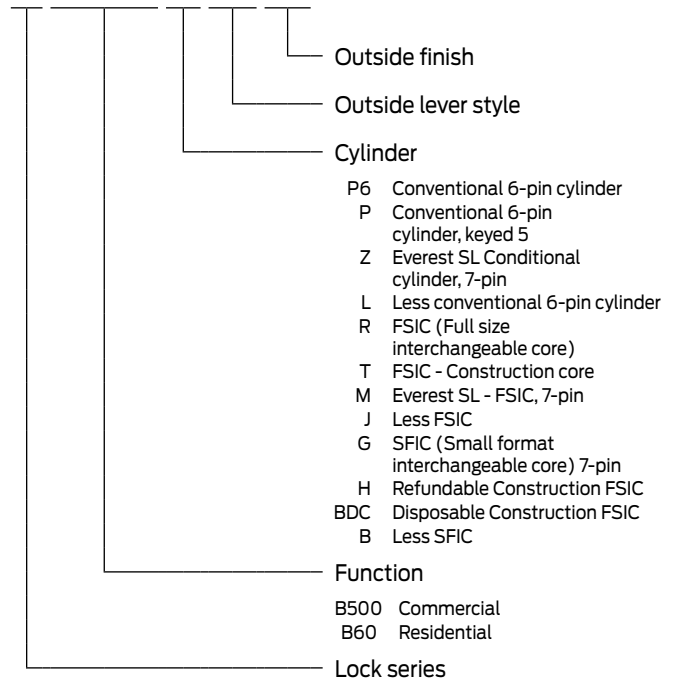 Outside finish
Outside lever style
Cylinder
P6 Conventional 6-pin cylinder
P Conventional 6-pin
cylinder, keyed 5
Z Everest SL Conditional
cylinder, 7-pin
L Less conventional 6-pin cylinder
R FSIC (Full size
interchangeable core)
T FSIC - Construction core
M Everest SL - FSIC, 7-pin
J Less FSIC
G SFIC (Small format
interchangeable core) 7-pin
H Refundable Construction FSIC
BDC Disposable Construction FSIC
B Less SFIC
Function
B500 Commercial
B60 Residential
Lock series